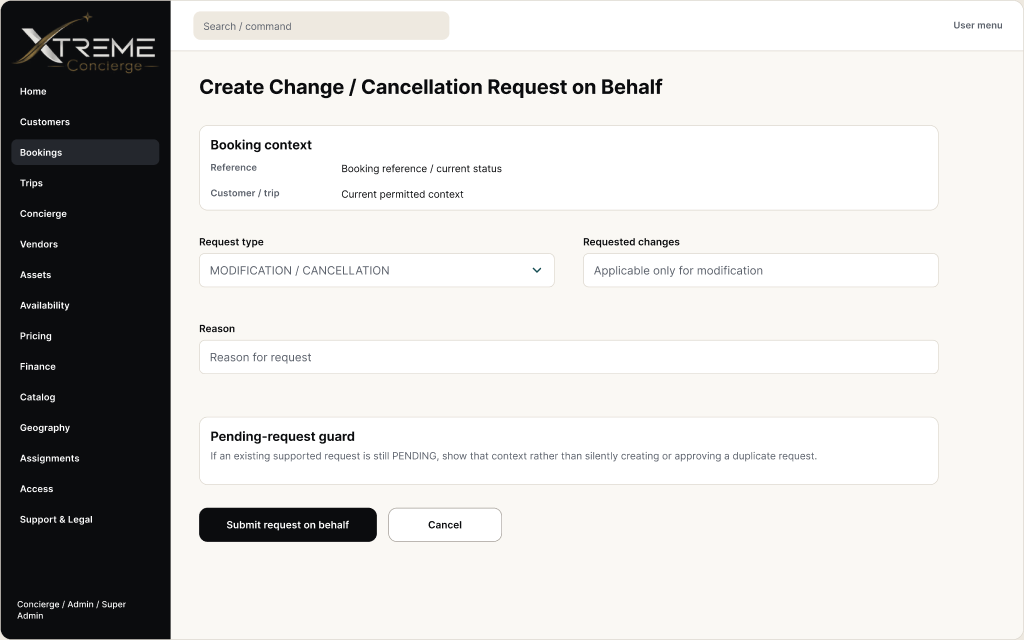 XTREME
Concierge
Search / command
User menu
Home
Customers
Bookings
Trips
Concierge
Vendors
Assets
Availability
Pricing
Finance
Catalog
Geography
Assignments
Access
Support & Legal
Concierge / Admin / Super
Admin
Create Change / Cancellation Request on Behalf
Booking context
Reference Booking reference / current status
Customer / trip Current permitted context
Request type Requested changes
MODIFICATION / CANCELLATION Applicable only for modification
Reason
Reason for request
Pending-request guard
If an existing supported request is still PENDING, show that context rather than silently creating or approving a duplicate request.
Submit request on behalf Cancel